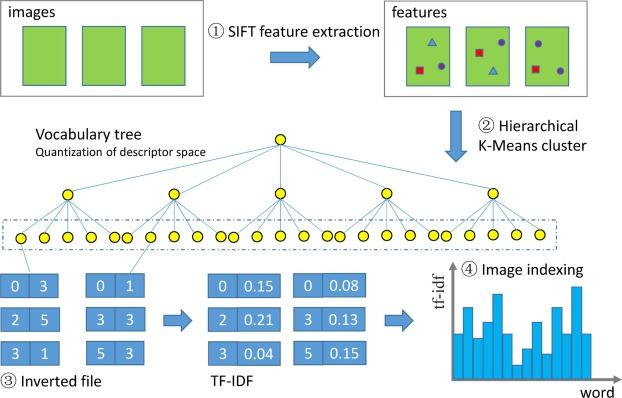 images
① SIFT feature extraction
features
Vocabulary tree
Quantization of descriptor space
② Hierarchical
K-Means cluster
0 3
2 5
3 1
0 1
3 3
5 3
③ Inverted file
0 0.15
2 0.21
3 0.04
0 0.08
3 0.13
5 0.15
TF-IDF
④ Image indexing
tf-idf
word